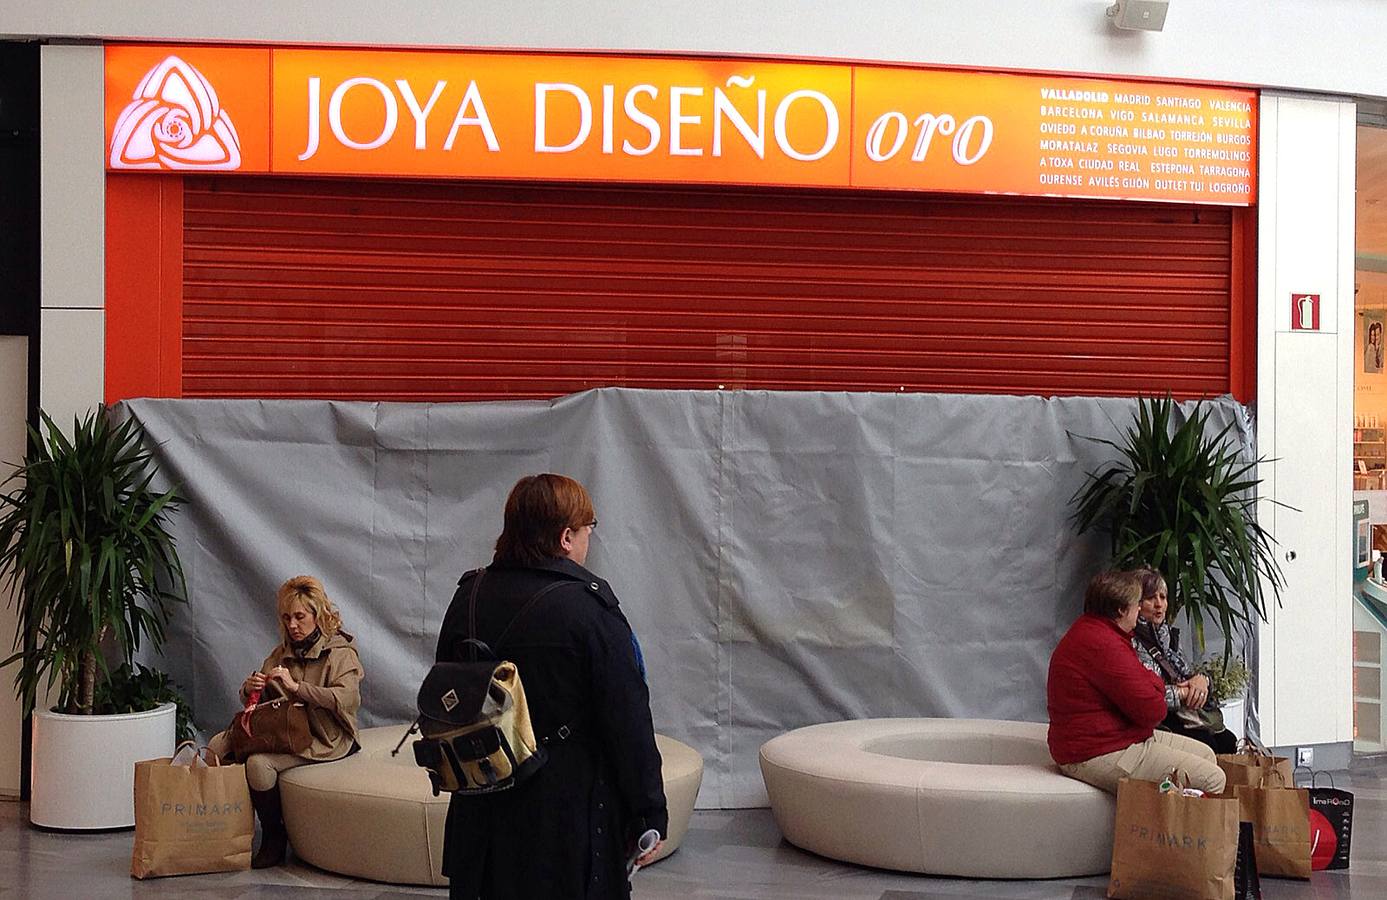 JOYA DISEÑO oro
VALLADOLID MADRID SANTIAGO VALENCIA
BARCELONA VIGO SALAMANCA SEVILLA
OVIEDO A CORUÑA BILBAO TORREJÓN BURGOS
MORATALAZ SEGOVIA LUGO TORREMOLINOS
A TOXA CIUDAD REAL ESTEPONA TARRAGONA
OURENSE AVILÉS GIJÓN OUTLET TUI LOGROÑO
PRIMARK
PRIMARK
MARK